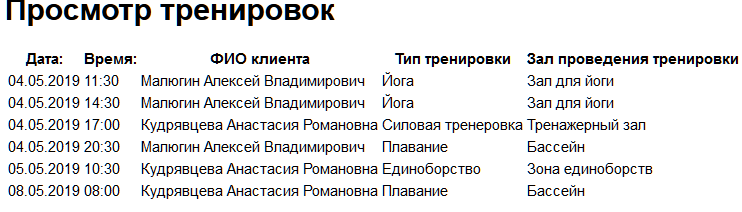 Просмотр тренировок
Дата: Время: ФИО клиента Тип тренировки Зал проведения тренировки
04.05.2019 11:30 Малюгин Алексей Владимирович Йога Зал для йоги
04.05.2019 14:30 Малюгин Алексей Владимирович Йога Зал для йоги
04.05.2019 17:00 Кудрявцева Анастасия Романовна Силовая тренеровка Тренажерный зал
04.05.2019 20:30 Малюгин Алексей Владимирович Плавание Бассейн
05.05.2019 10:30 Кудрявцева Анастасия Романовна Единоборство Зона единоборств
08.05.2019 08:00 Кудрявцева Анастасия Романовна Плавание Бассейн